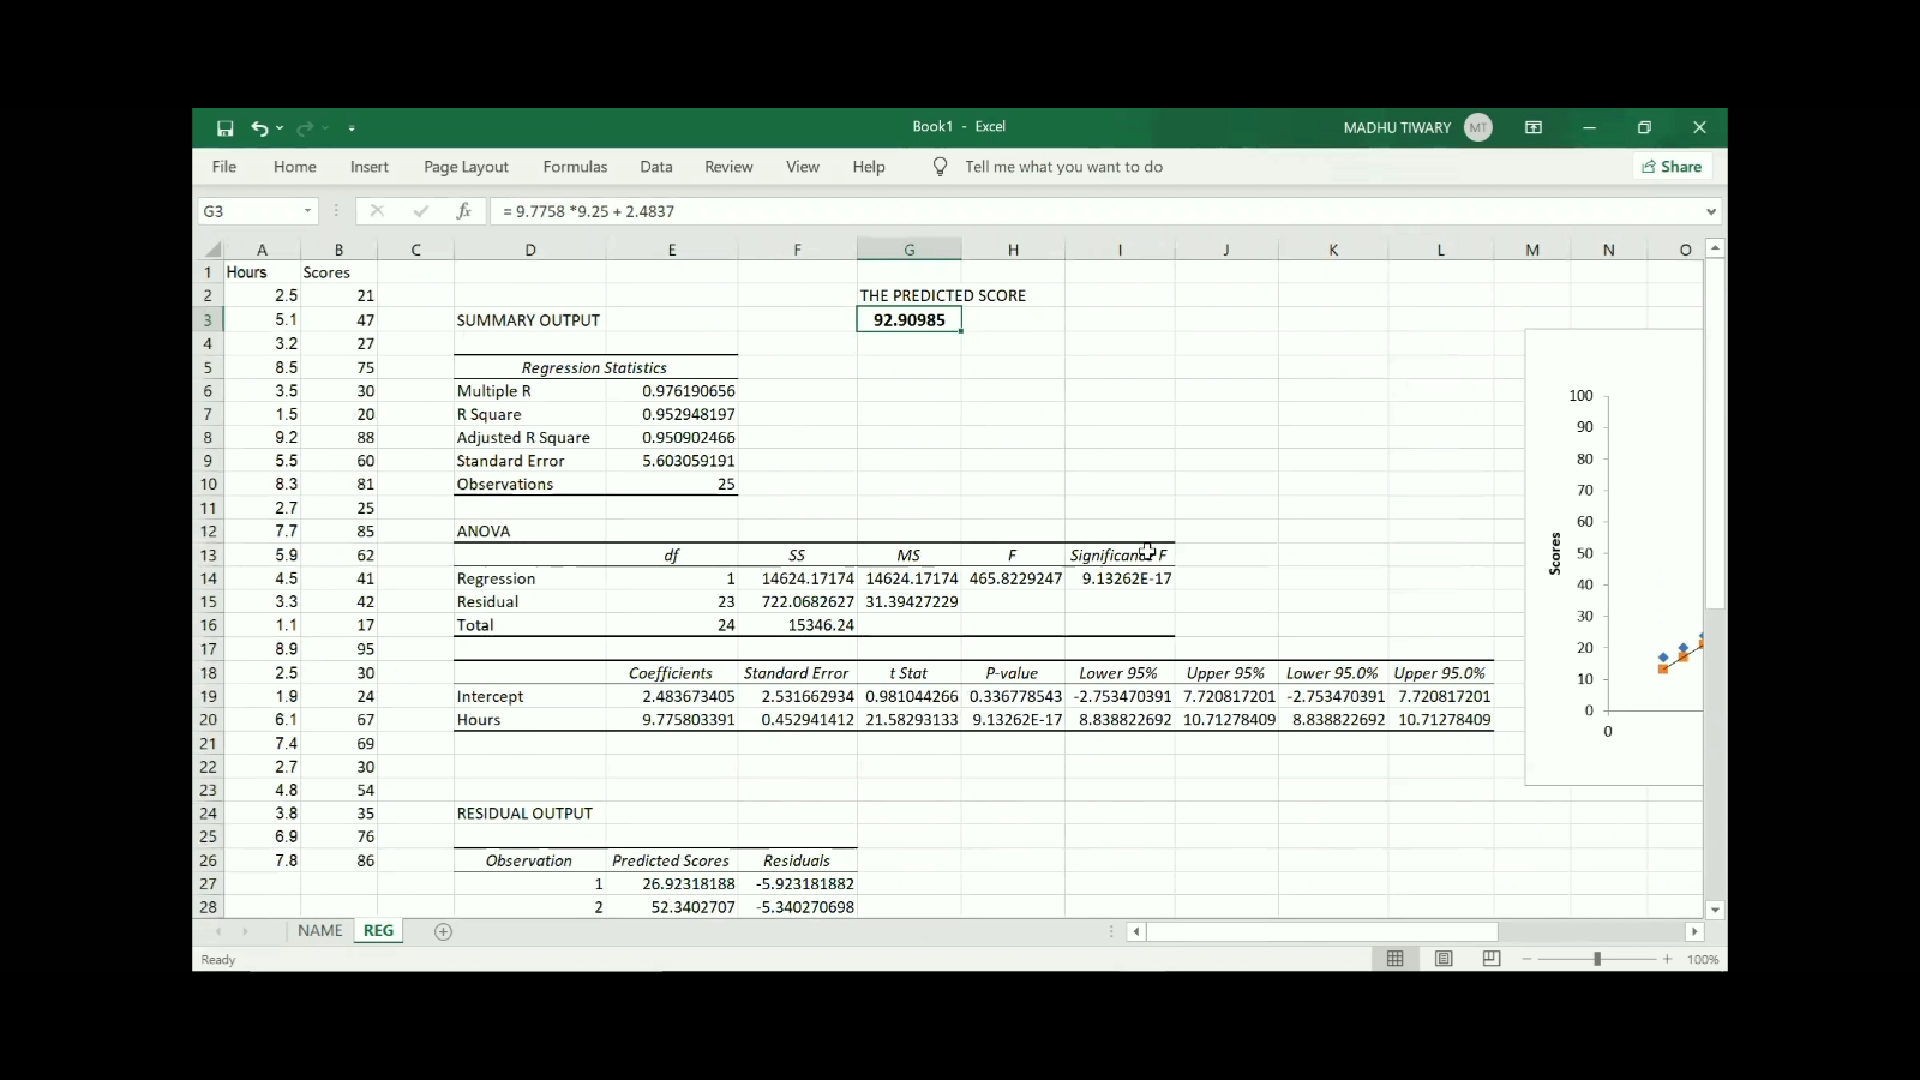 Book1 - Excel
MADHU TIWARY MT
File Home Insert Page Layout Formulas Data Review View Help Tell me what you want to do Share
G3 fx = 9.7758 *9.25 + 2.4837
A B C D E F G H I J K L M N O
1 Hours Scores
2 2.5 21 THE PREDICTED SCORE
3 5.1 47 SUMMARY OUTPUT 92.90985
4 3.2 27
5 8.5 75 Regression Statistics
6 3.5 30 Multiple R 0.976190656
7 1.5 20 R Square 0.952948197
8 9.2 88 Adjusted R Square 0.950902466
9 5.5 60 Standard Error 5.603059191
10 8.3 81 Observations 25
11 2.7 25
12 7.7 85 ANOVA
13 5.9 62 df SS MS F Significance F
14 4.5 41 Regression 1 14624.17174 14624.17174 465.8229247 9.13262E-17
15 3.3 42 Residual 23 722.0682627 31.39427229
16 1.1 17 Total 24 15346.24
17 8.9 95
18 2.5 30 Coefficients Standard Error t Stat P-value Lower 95% Upper 95% Lower 95.0% Upper 95.0%
19 1.9 24 Intercept 2.483673405 2.531662934 0.981044266 0.336778543 -2.753470391 7.720817201 -2.753470391 7.720817201
20 6.1 67 Hours 9.775803391 0.452941412 21.58293133 9.13262E-17 8.838822692 10.71278409 8.838822692 10.71278409
21 7.4 69
22 2.7 30
23 4.8 54
24 3.8 35 RESIDUAL OUTPUT
25 6.9 76
26 7.8 86 Observation Predicted Scores Residuals
27 1 26.92318188 -5.923181882
28 2 52.3402707 -5.340270698
100
90
80
70
60
50
40
30
20
10
0
0
Scores
NAME REG
Ready 100%